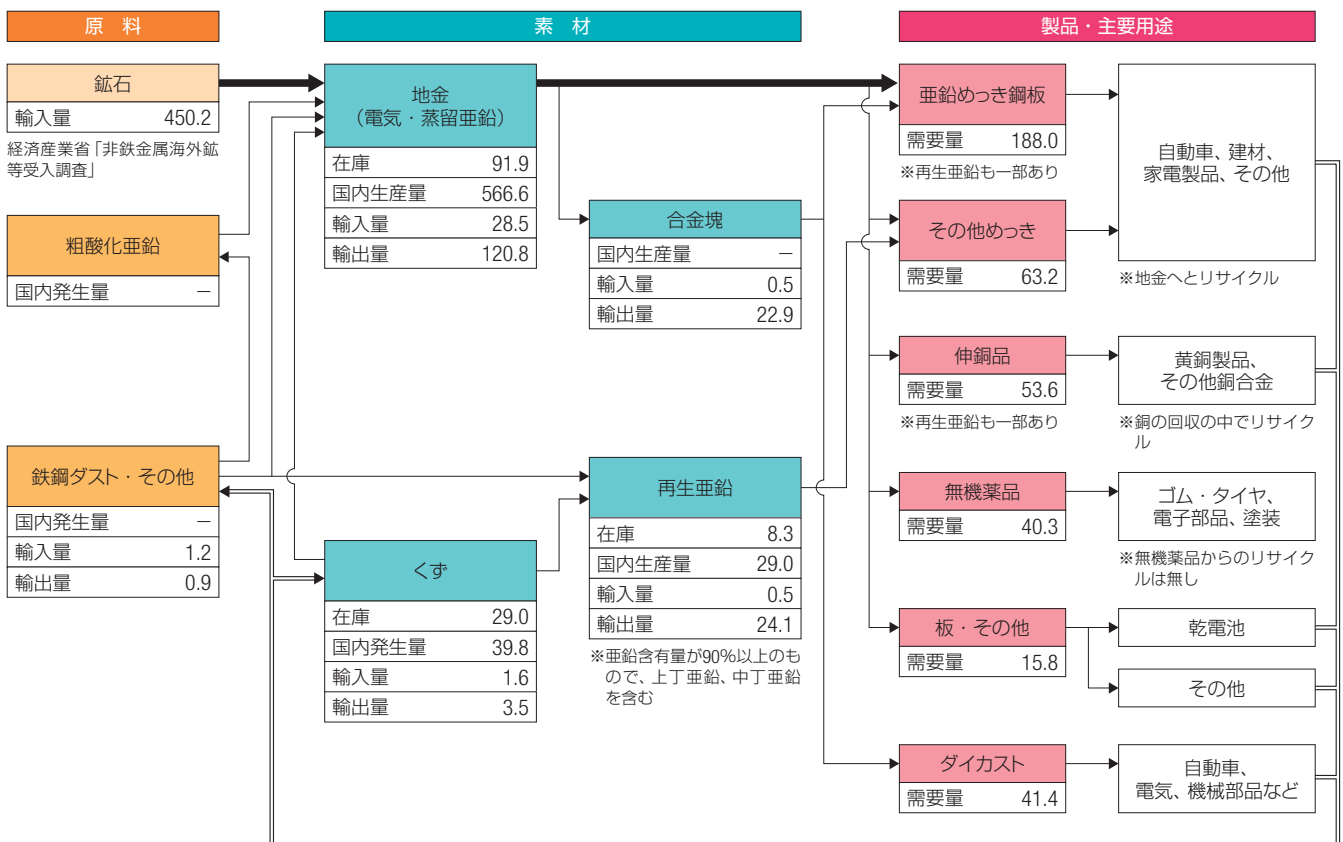 原 料
素 材
製品・主要用途
鉱石
輸入量 450.2
経済産業省「非鉄金属海外鉱
等受入調査」
粗酸化亜鉛
国内発生量 －
鉄鋼ダスト・その他
国内発生量 －
輸入量 1.2
輸出量 0.9
地金
（電気・蒸留亜鉛）
在庫 91.9
国内生産量 566.6
輸入量 28.5
輸出量 120.8
くず
在庫 29.0
国内発生量 39.8
輸入量 1.6
輸出量 3.5
合金塊
国内生産量 －
輸入量 0.5
輸出量 22.9
再生亜鉛
在庫 8.3
国内生産量 29.0
輸入量 0.5
輸出量 24.1
※亜鉛含有量が90%以上のも
ので、上丁亜鉛、中丁亜鉛
を含む
亜鉛めっき鋼板
需要量 188.0
※再生亜鉛も一部あり
その他めっき
需要量 63.2
自動車、建材、
家電製品、その他
※地金へとリサイクル
伸銅品
需要量 53.6
※再生亜鉛も一部あり
黄銅製品、
その他銅合金
※銅の回収の中でリサイク
ル
無機薬品
需要量 40.3
ゴム・タイヤ、
電子部品、塗装
※無機薬品からのリサイク
ルは無し
板・その他
需要量 15.8
乾電池
その他
ダイカスト
需要量 41.4
自動車、
電気、機械部品など